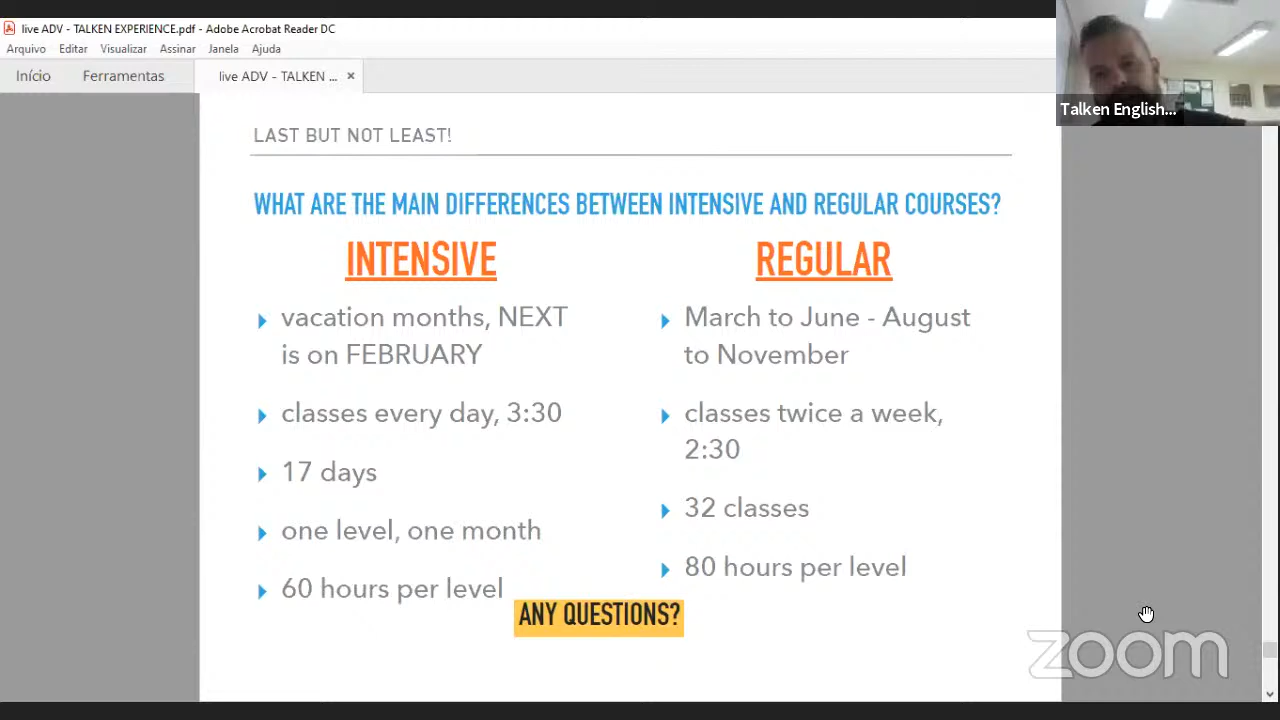 live ADV - TALKEN EXPERIENCE.pdf - Adobe Acrobat Reader DC
Arquivo Editar Visualizar Assinar Janela Ajuda
Início Ferramentas live ADV - TALKEN ... ×
Talken English...
LAST BUT NOT LEAST!
WHAT ARE THE MAIN DIFFERENCES BETWEEN INTENSIVE AND REGULAR COURSES?
INTENSIVE
vacation months, NEXT
is on FEBRUARY
classes every day, 3:30
17 days
one level, one month
60 hours per level
REGULAR
March to June - August
to November
classes twice a week,
2:30
32 classes
80 hours per level
ANY QUESTIONS?
zoom